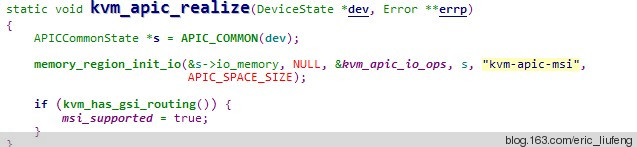 static void kvm_apic_realize(DeviceState *dev, Error **errp)
{
    APICCommonState *s = APIC_COMMON(dev);
    memory_region_init_io(&s->io_memory, NULL, &kvm_apic_io_ops, s, "kvm-apic-msi",
                          APIC_SPACE_SIZE);
    if (kvm_has_gsi_routing()) {
        msi_supported = true;
    }
}
blog.163.com/eric_liufeng